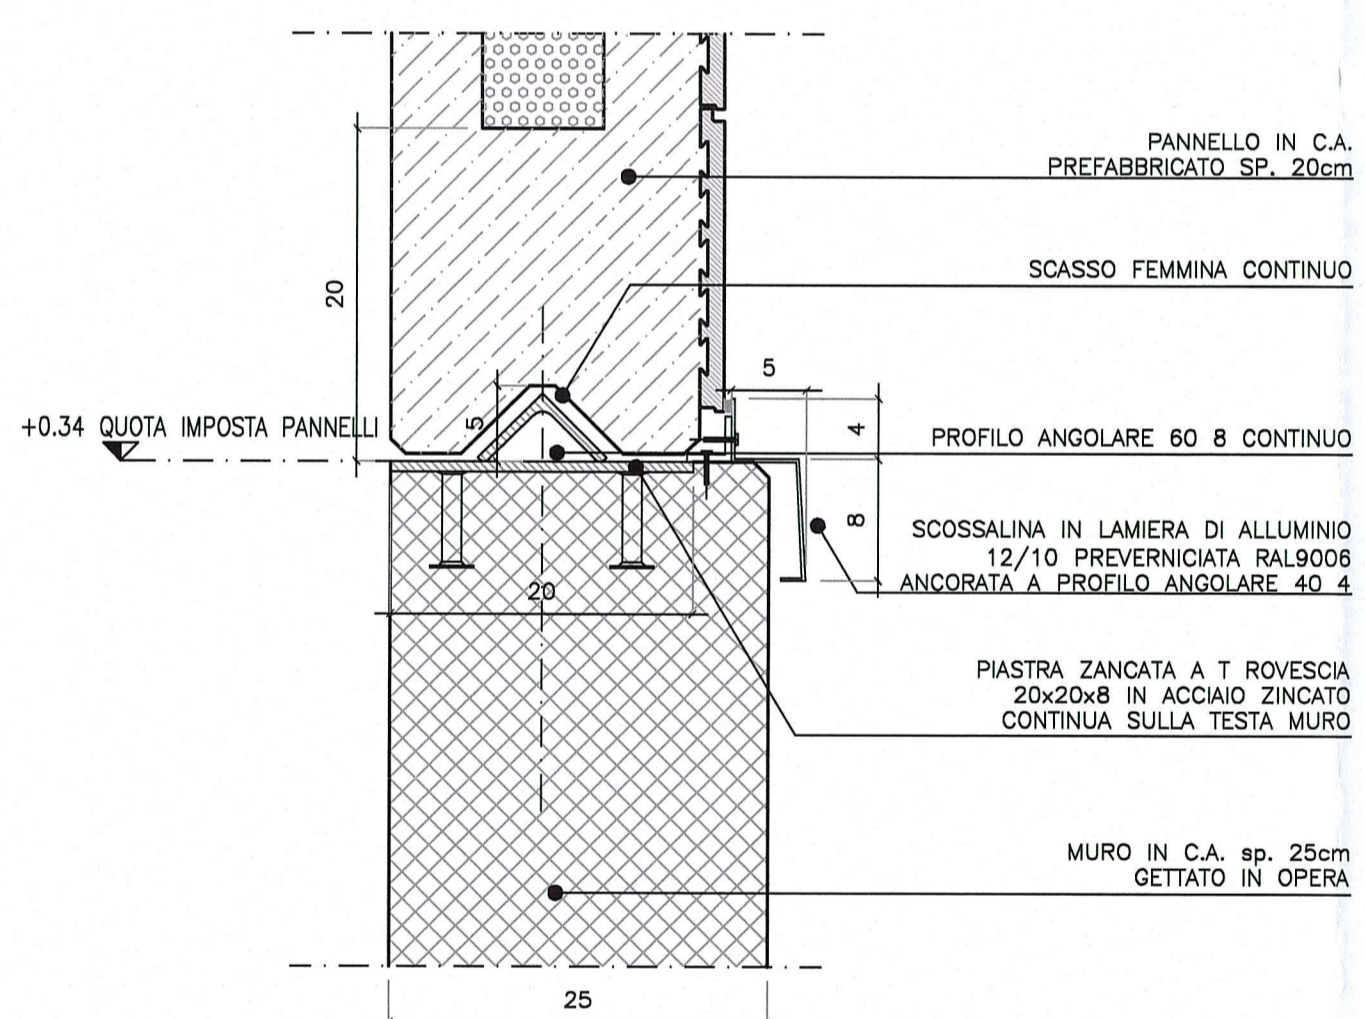 PANNELLO IN C.A.
PREFABBRICATO SP. 20cm
SCASSO FEMMINA CONTINUO
20
5
5
+0.34 QUOTA IMPOSTA PANNELLI
4
PROFILO ANGOLARE 60 8 CONTINUO
8
SCOSSALINA IN LAMIERA DI ALLUMINIO
12/10 PREVERNICIATA RAL9006
ANCORATA A PROFILO ANGOLARE 40 4
20
PIASTRA ZANCATA A T ROVESCIA
20x20x8 IN ACCIAIO ZINCATO
CONTINUA SULLA TESTA MURO
MURO IN C.A. sp. 25cm
GETTATO IN OPERA
25